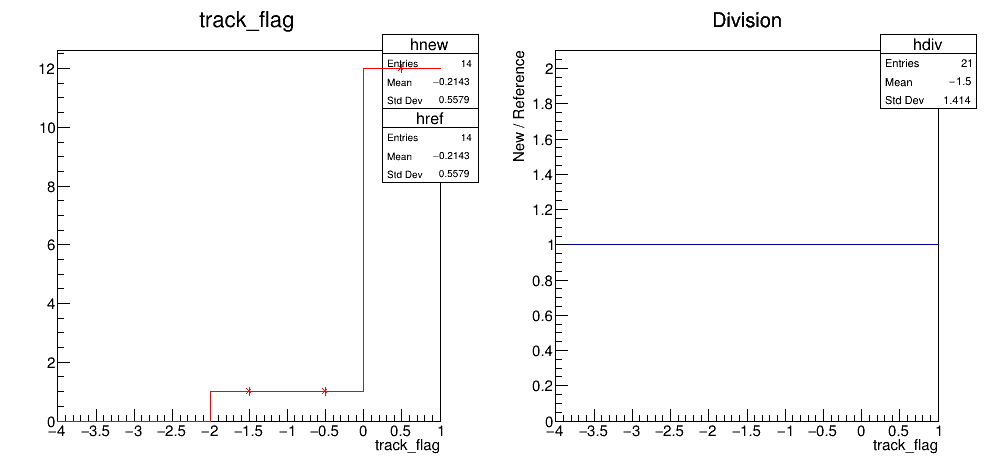 track_flag
hnew
Entries 14
Mean −0.2143
Std Dev 0.5579
href
Entries 14
Mean −0.2143
Std Dev 0.5579
12
10
8
6
4
2
0
−4 −3.5 −3 −2.5 −2 −1.5 −1 −0.5 0 0.5 1
track_flag
Division
hdiv
Entries 21
Mean −1.5
Std Dev 1.414
New / Reference
2
1.8
1.6
1.4
1.2
1
0.8
0.6
0.4
0.2
0
−4 −3.5 −3 −2.5 −2 −1.5 −1 −0.5 0 0.5 1
track_flag